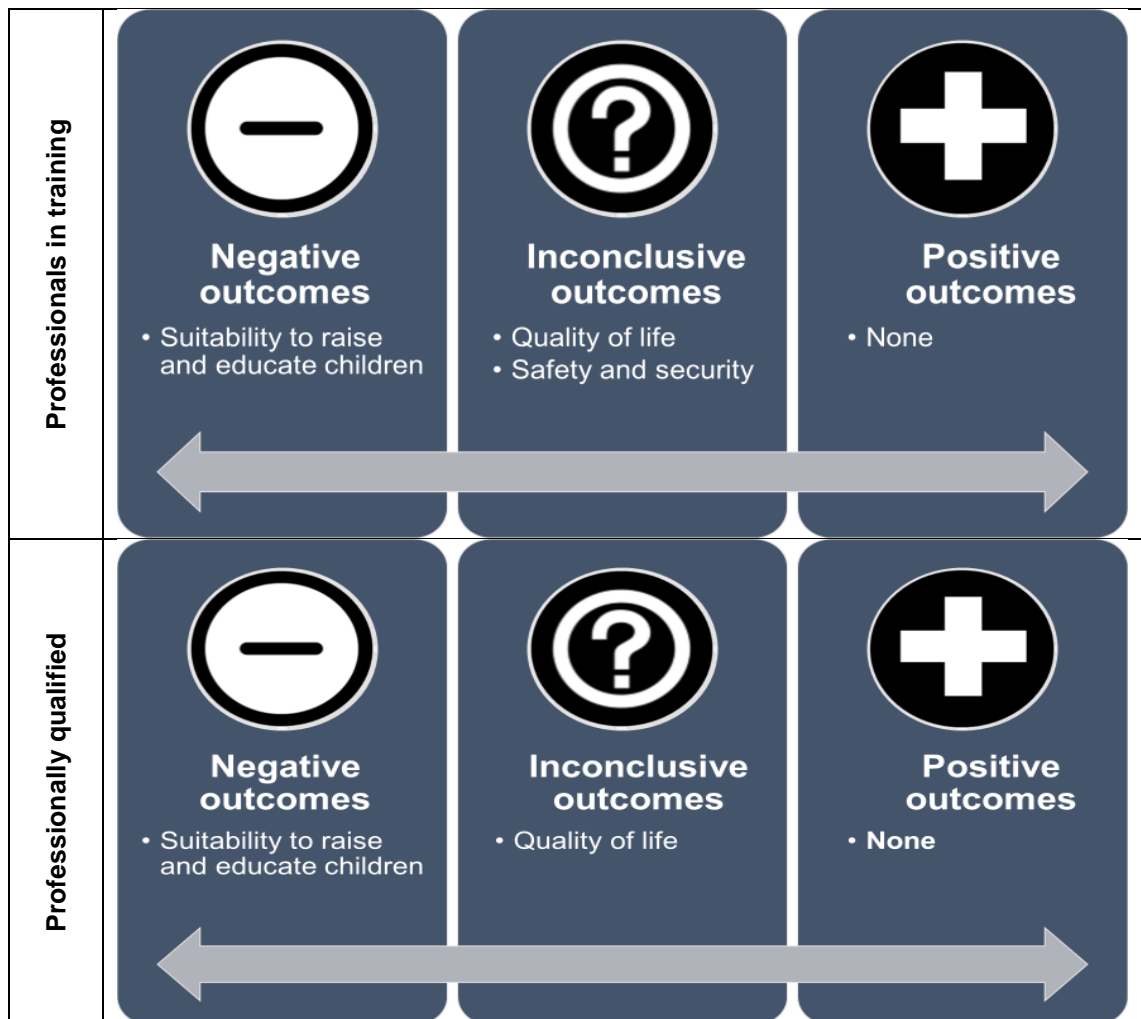 Professionals in training
Negative
outcomes
• Suitability to raise
and educate children
Inconclusive
outcomes
• Quality of life
• Safety and security
Positive
outcomes
• None
Professionally qualified
Negative
outcomes
• Suitability to raise
and educate children
Inconclusive
outcomes
• Quality of life
Positive
outcomes
• None